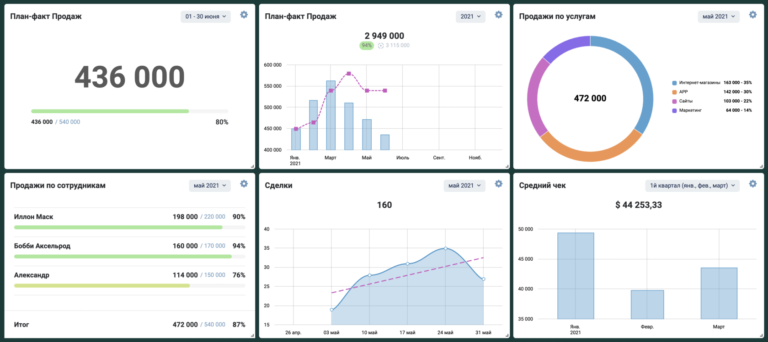 План-факт Продаж
01 - 30 июня
436 000
436 000 / 540 000
80%
План-факт Продаж
2021
2 949 000
94%
600 000
550 000
500 000
450 000
400 000
Янв.
2021
Март
Май
Июль
Сент.
Нояб.
Продажи по услугам
май 2021
472 000
Интернет-магазины 163 000 - 35%
APP 142 000 - 30%
Сайты 103 000 - 22%
Маркетинг 64 000 - 14%
Продажи по сотрудникам
май 2021
Иллон Маск 198 000 / 220 000 90%
Бобби Аксельрод 160 000 / 170 000 94%
Александр 114 000 / 150 000 76%
Итог 472 000 / 540 000 87%
Сделки
май 2021
160
40
35
30
25
20
15
26 апр.
03 май
10 май
17 май
24 май
31 май
Средний чек
1й квартал (янв., фев., март)
$ 44 253,33
50 000
45 000
40 000
35 000
Янв.
2021
Февр.
Март